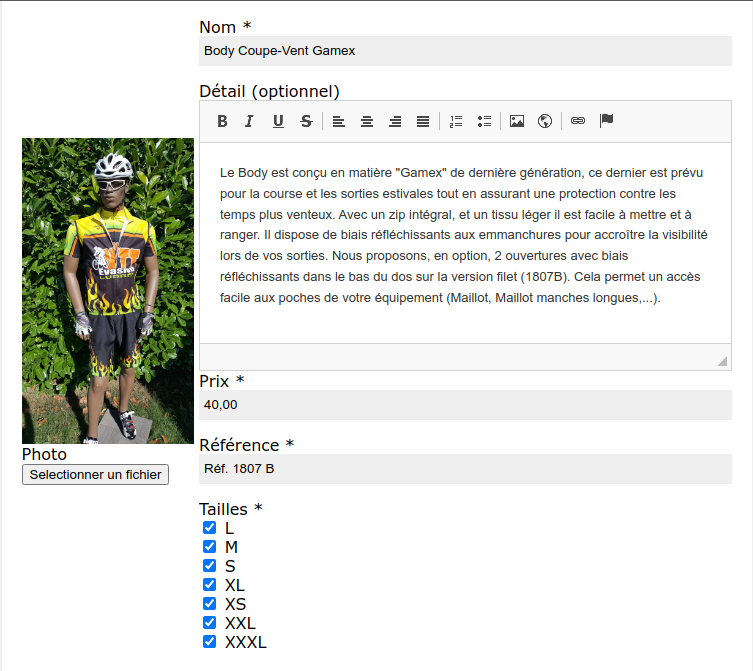 Nom *
Body Coupe-Vent Gamex
Détail (optionnel)
B I U S
Le Body est conçu en matière "Gamex" de dernière génération, ce dernier est prévu
pour la course et les sorties estivales tout en assurant une protection contre les
temps plus venteux. Avec un zip intégral, et un tissu léger il est facile à mettre et à
ranger. Il dispose de biais réfléchissants aux emmanchures pour accroître la visibilité
lors de vos sorties. Nous proposons, en option, 2 ouvertures avec biais
réfléchissants dans le bas du dos sur la version filet (1807B). Cela permet un accès
facile aux poches de votre équipement (Maillot, Maillot manches longues,...).
VTT
Evasion
Photo
Selectionner un fichier
Prix *
40,00
Référence *
Réf. 1807 B
Tailles *
L
M
S
XL
XS
XXL
XXXL